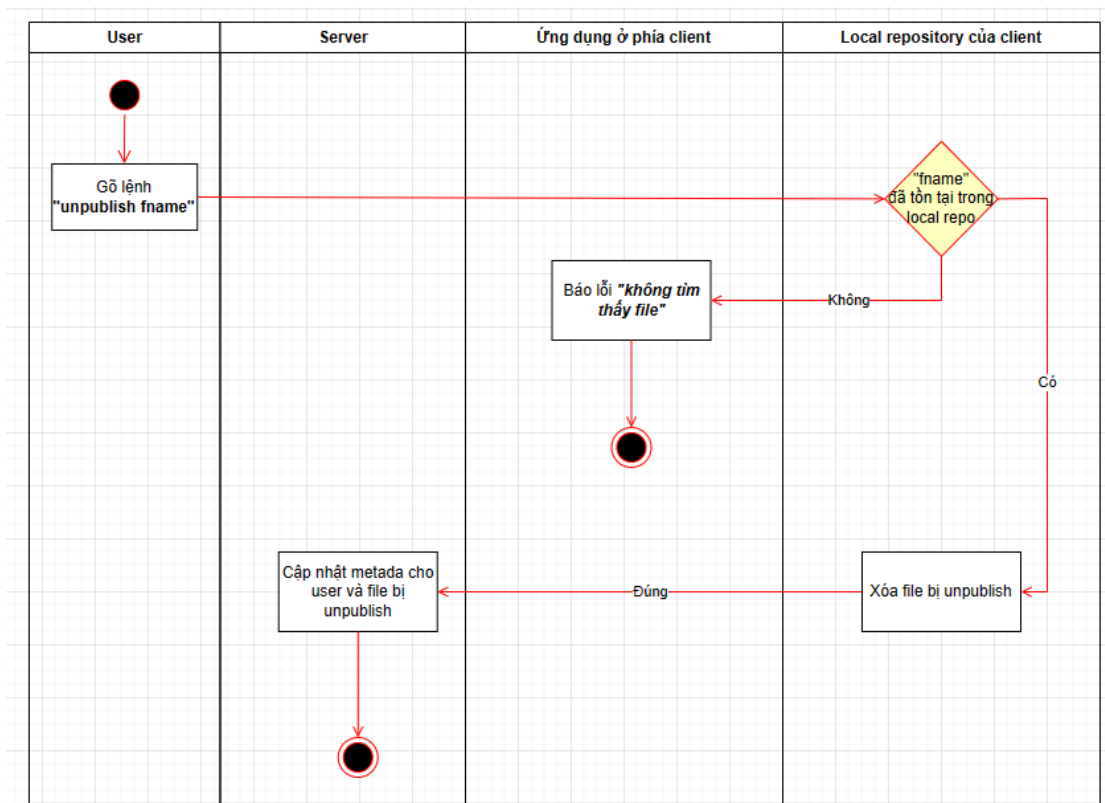 User
Server
Ứng dụng ở phía client
Local repository của client
Gõ lệnh
"unpublish fname"
"fname"
đã tồn tại trong
local repo
Báo lỗi "không tìm
thấy file"
Không
Có
Cập nhật metada cho
user và file bị
unpublish
Đúng
Xóa file bị unpublish